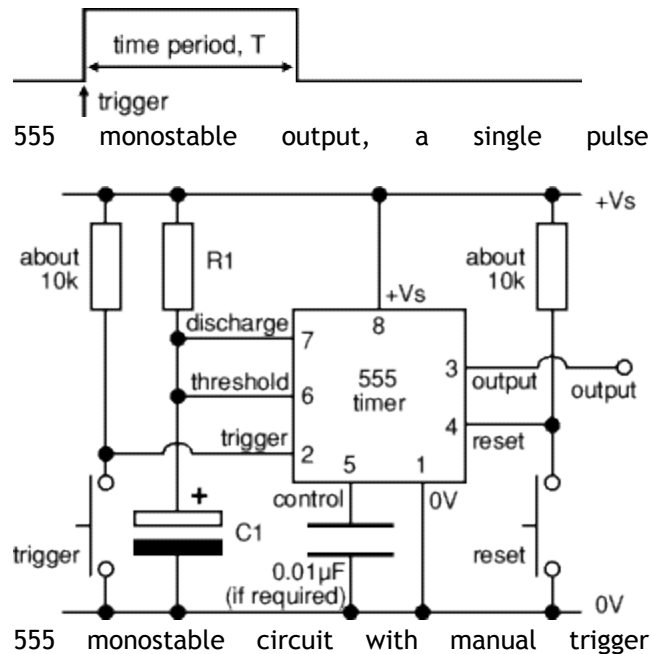 time period, T
trigger
555 monostable output, a single pulse
+Vs
about
10k
R1
about
10k
+Vs
discharge
7
8
threshold
6
555
timer
3
output
output
trigger
2
4
reset
5
1
control
0V
+
C1
trigger
0.01µF
(if required)
reset
0V
555 monostable circuit with manual trigger